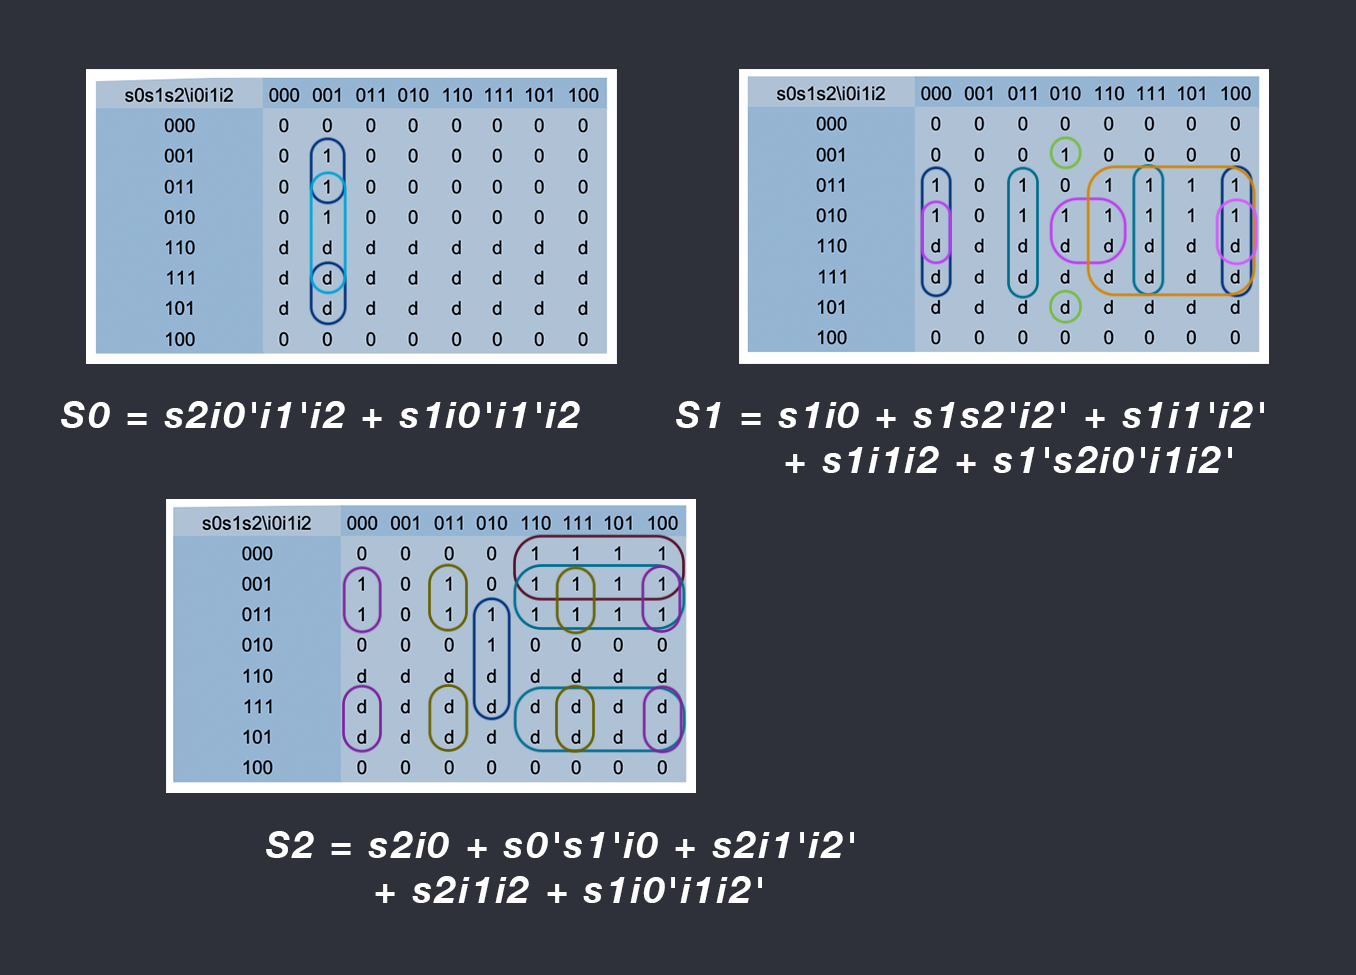 s0s1s2\i0i1i2 000 001 011 010 110 111 101 100
000 0 0 0 0 0 0 0 0
001 0 1 0 0 0 0 0 0
011 0 1 0 0 0 0 0 0
010 0 1 0 0 0 0 0 0
110 d d d d d d d d
111 d d d d d d d d
101 d d d d d d d d
100 0 0 0 0 0 0 0 0
S0 = s2i0'i1'i2 + s1i0'i1'i2
s0s1s2\i0i1i2 000 001 011 010 110 111 101 100
000 0 0 0 0 0 0 0 0
001 0 0 0 1 0 0 0 0
011 1 0 1 0 1 1 1 1
010 1 0 1 1 1 1 1 1
110 d d d d d d d d
111 d d d d d d d d
101 d d d d d d d d
100 0 0 0 0 0 0 0 0
S1 = s1i0 + s1s2'i2' + s1i1'i2'
+ s1i1i2 + s1's2i0'i1i2'
s0s1s2\i0i1i2 000 001 011 010 110 111 101 100
000 0 0 0 0 1 1 1 1
001 1 0 1 0 1 1 1 1
011 1 0 1 1 1 1 1 1
010 0 0 0 1 0 0 0 0
110 d d d d d d d d
111 d d d d d d d d
101 d d d d d d d d
100 0 0 0 0 0 0 0 0
S2 = s2i0 + s0's1'i0 + s2i1'i2'
+ s2i1i2 + s1i0'i1i2'